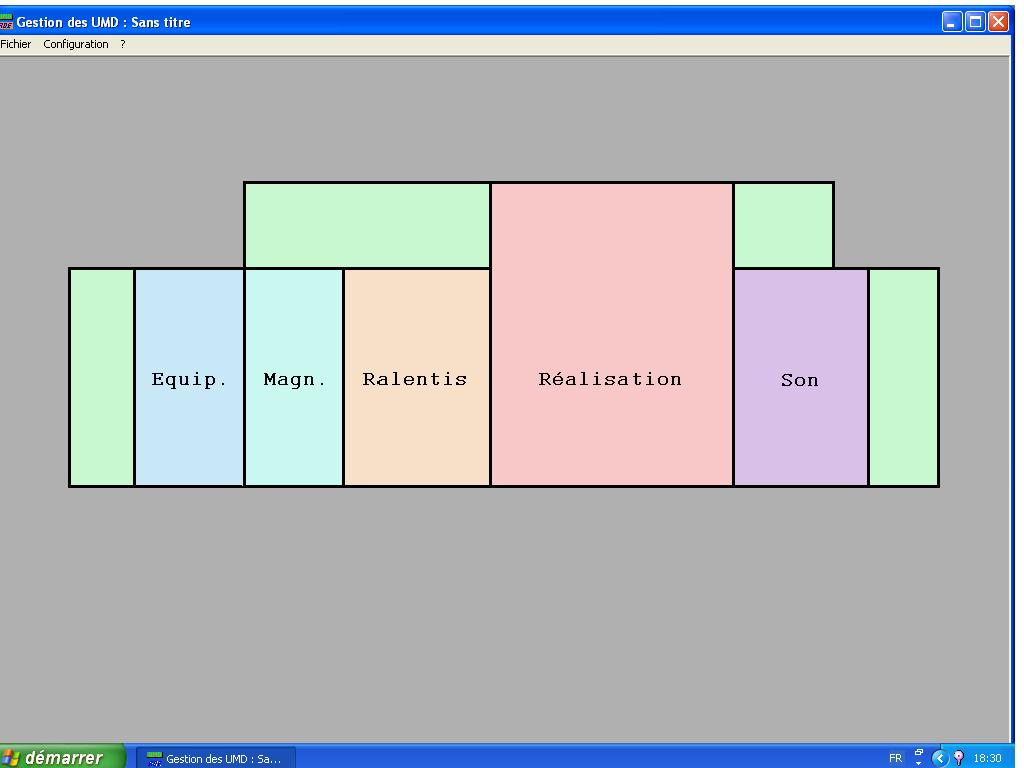 Gestion des UMD : Sans titre
Fichier Configuration ?
Equip. Magn. Ralentis Réalisation Son
démarrer Gestion des UMD : Sa... FR 18:30